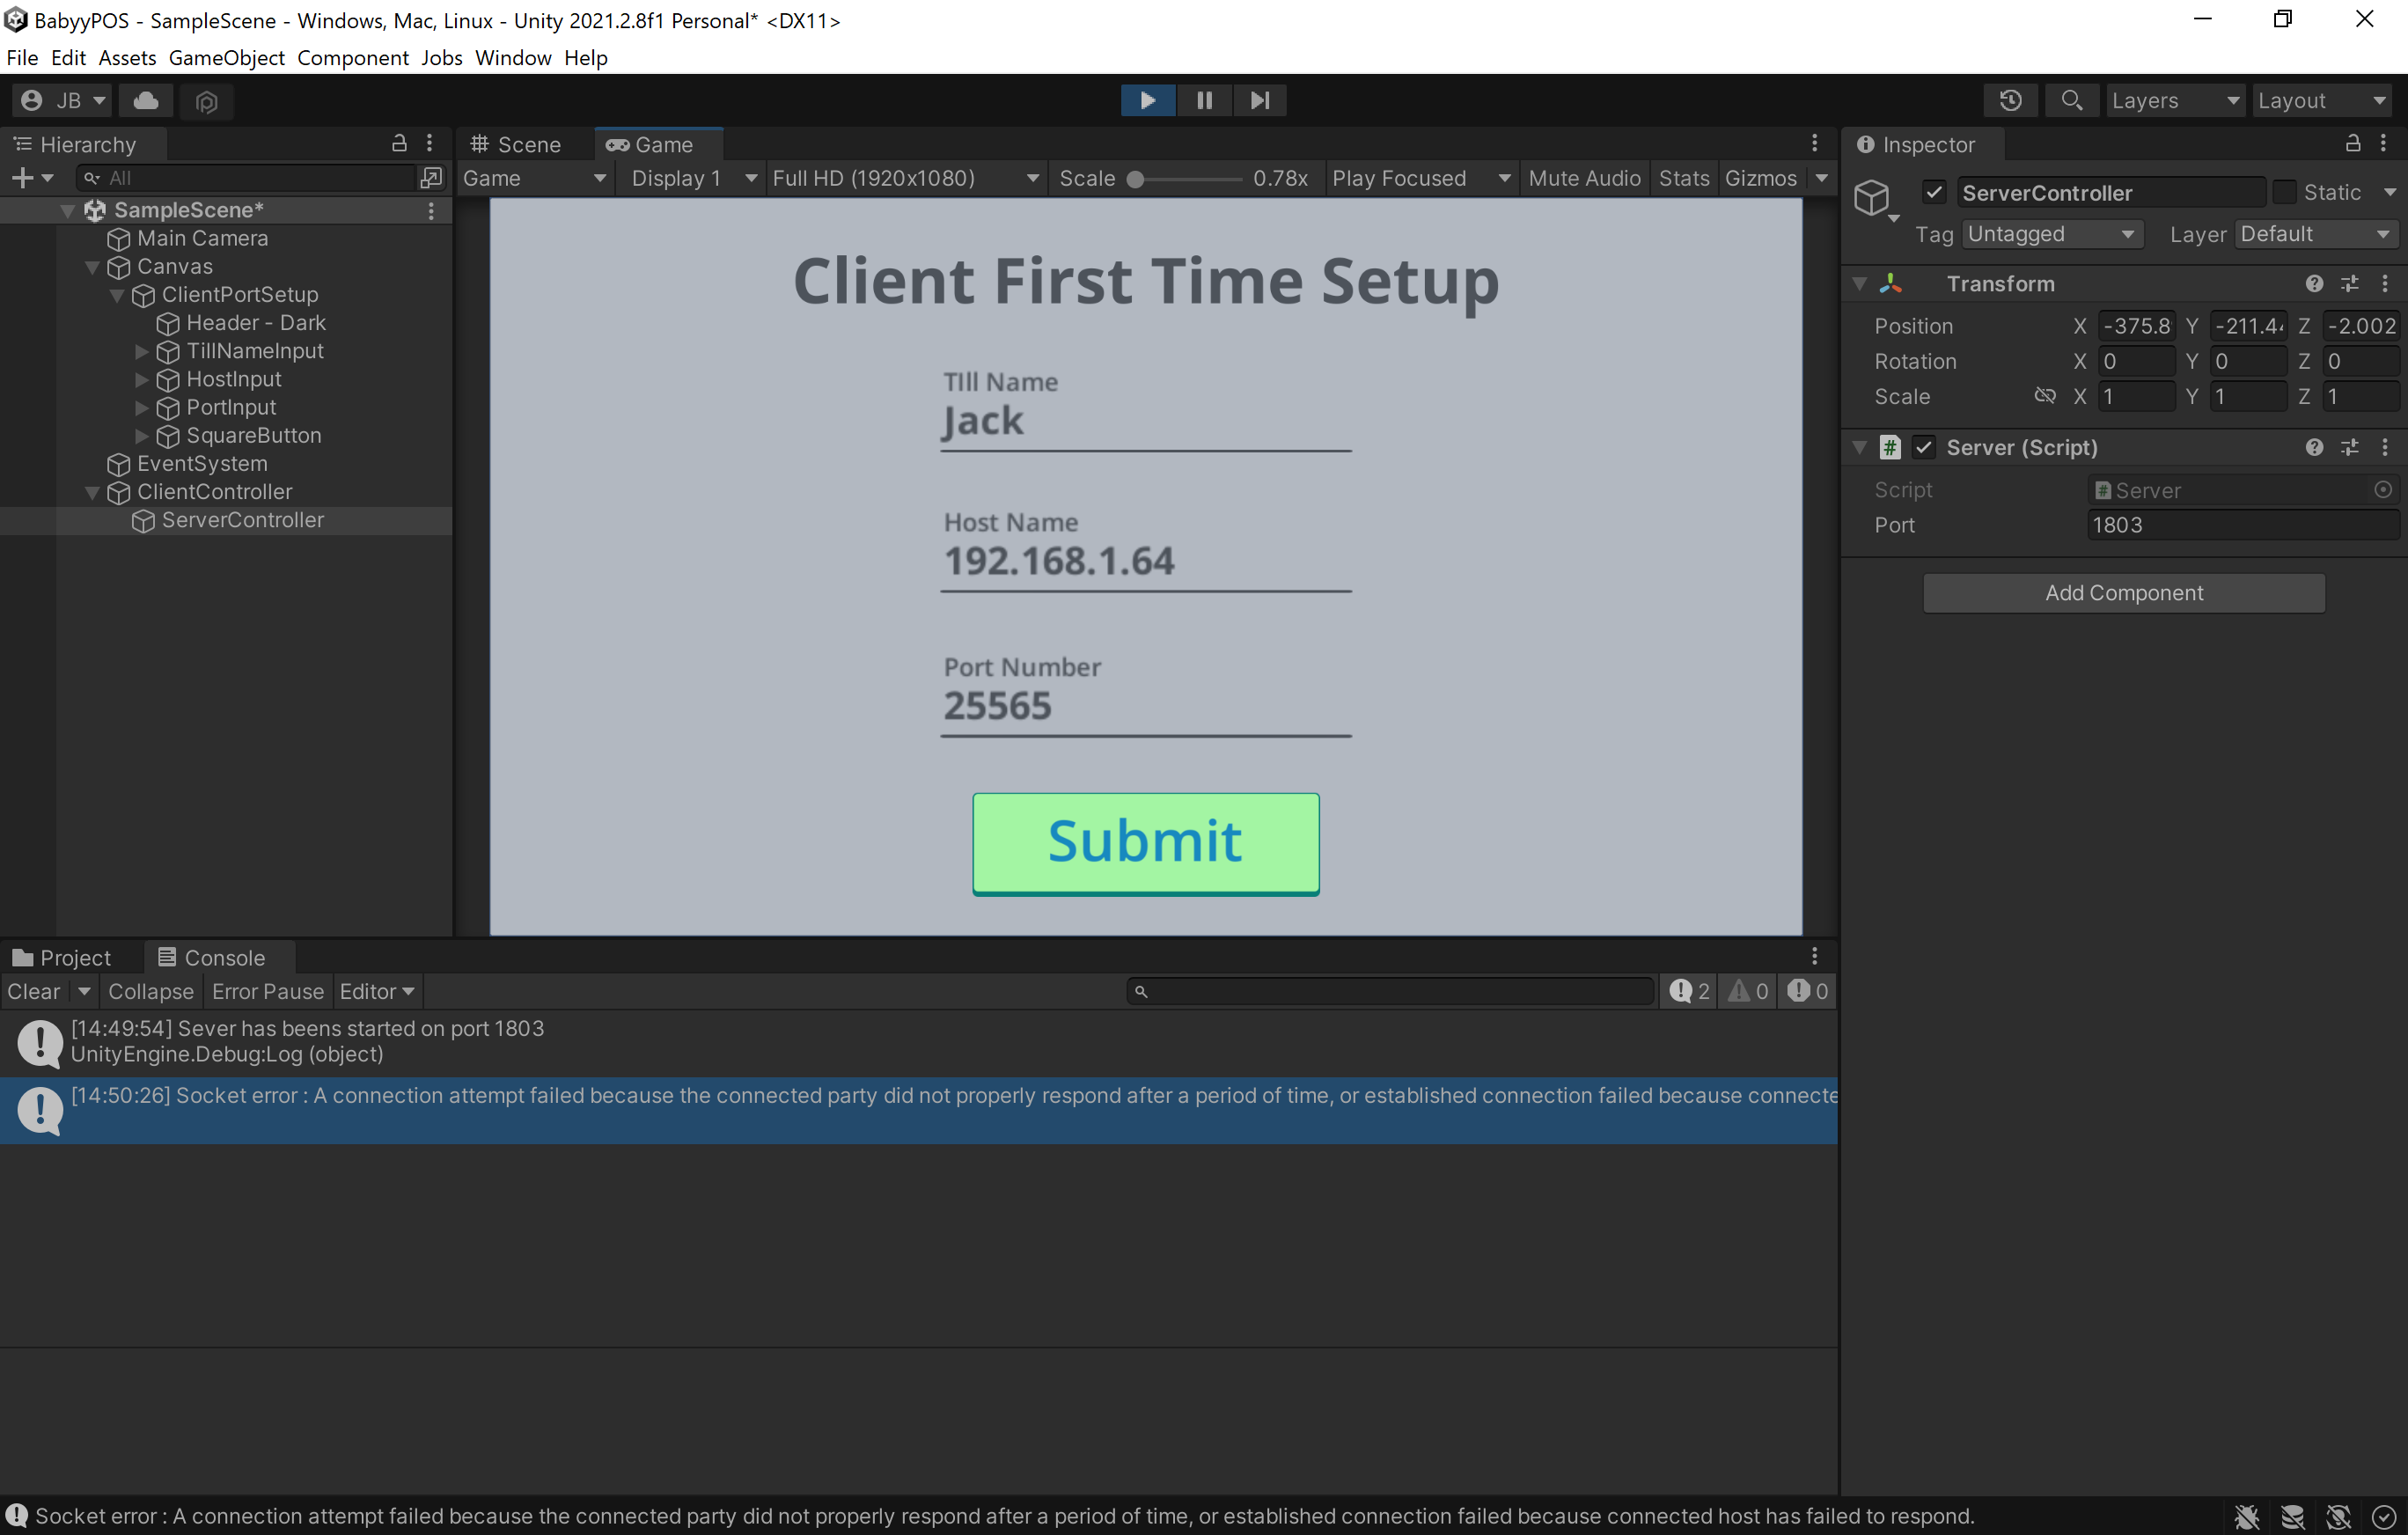 BabyyPOS - SampleScene - Windows, Mac, Linux - Unity 2021.2.8f1 Personal* <DX11>
File Edit Assets GameObject Component Jobs Window Help
JB
Layers
Layout
Hierarchy
All
SampleScene*
Main Camera
Canvas
ClientPortSetup
Header - Dark
TillNameInput
HostInput
PortInput
SquareButton
EventSystem
ClientController
ServerController
Scene
Game
Game Display 1 Full HD (1920x1080) Scale 0.78x Play Focused Mute Audio Stats Gizmos
Client First Time Setup
TIll Name
Jack
Host Name
192.168.1.64
Port Number
25565
Submit
Inspector
ServerController Static
Tag Untagged Layer Default
Transform
Position X -375.8 Y -211.4 Z -2.002
Rotation X 0 Y 0 Z 0
Scale X 1 Y 1 Z 1
# Server (Script)
Script # Server
Port 1803
Add Component
Project
Console
Clear Collapse Error Pause Editor
2 0 0
[14:49:54] Sever has beens started on port 1803
UnityEngine.Debug:Log (object)
[14:50:26] Socket error : A connection attempt failed because the connected party did not properly respond after a period of time, or established connection failed because connecte
Socket error : A connection attempt failed because the connected party did not properly respond after a period of time, or established connection failed because connected host has failed to respond.